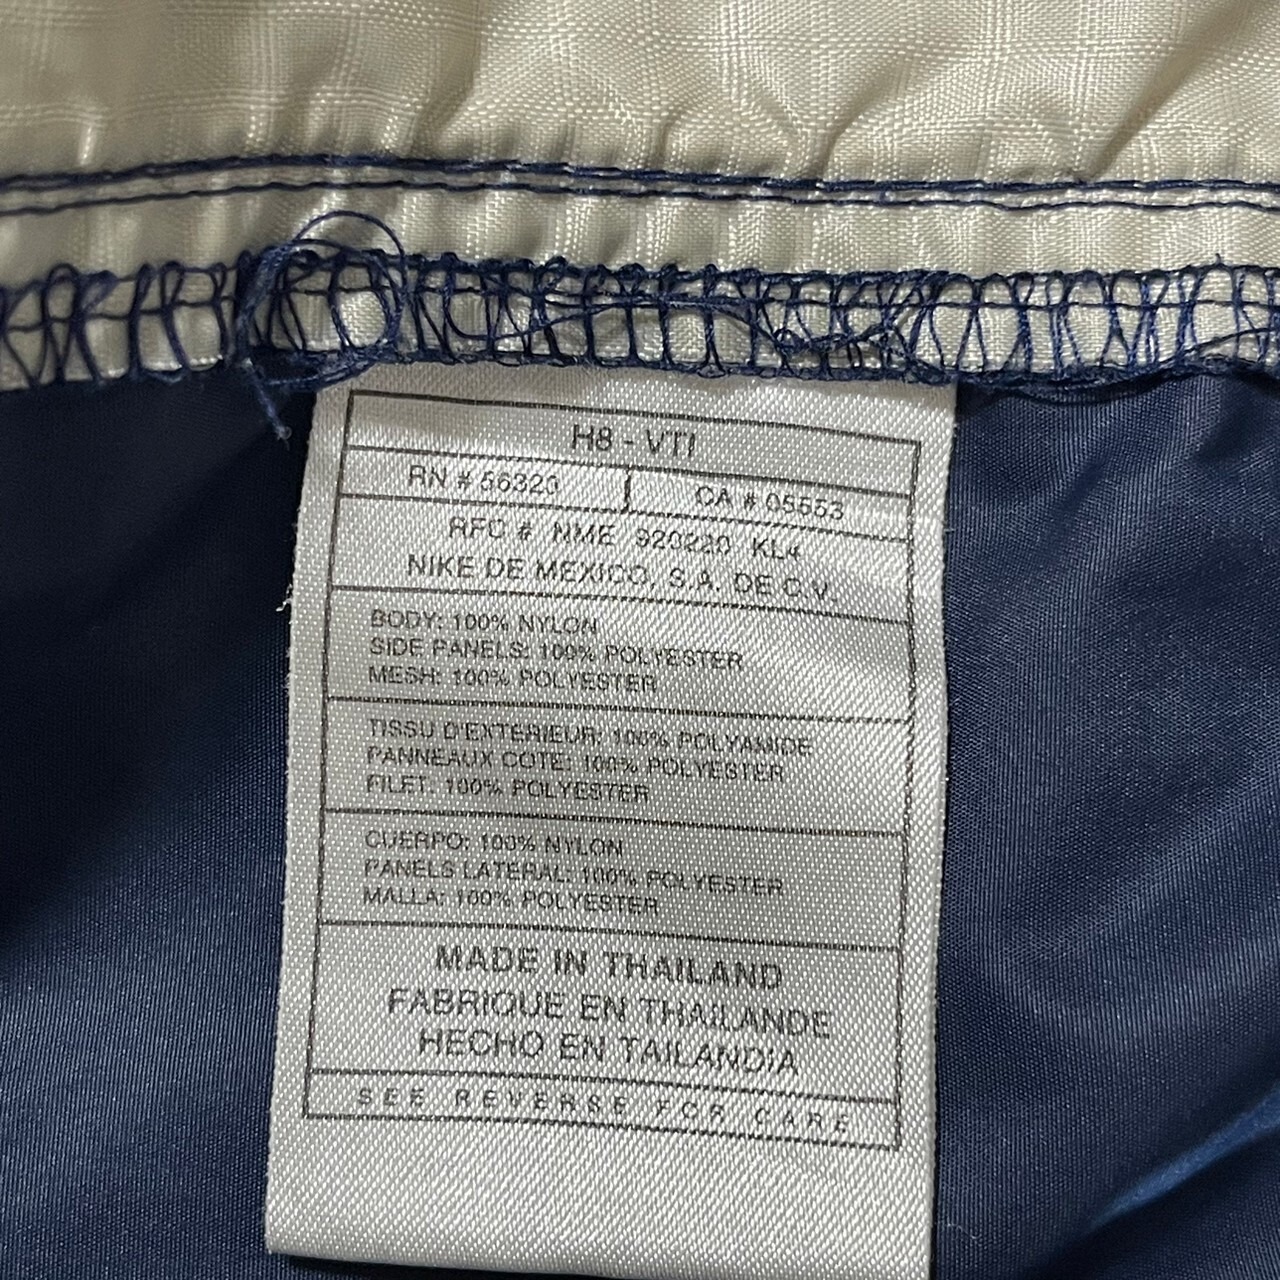 H8 - VTI
RN # 56323 CA # 05553
RFC # NME 920220 KL4
NIKE DE MEXICO, S.A. DE C.V.
BODY: 100% NYLON
SIDE PANELS: 100% POLYESTER
MESH: 100% POLYESTER
TISSU D'EXTERIEUR: 100% POLYAMIDE
PANNEAUX COTE: 100% POLYESTER
FILET: 100% POLYESTER
CUERPO: 100% NYLON
PANELS LATERAL: 100% POLYESTER
MALLA: 100% POLYESTER
MADE IN THAILAND
FABRIQUE EN THAILANDE
HECHO EN TAILANDIA
SEE REVERSE FOR CARE